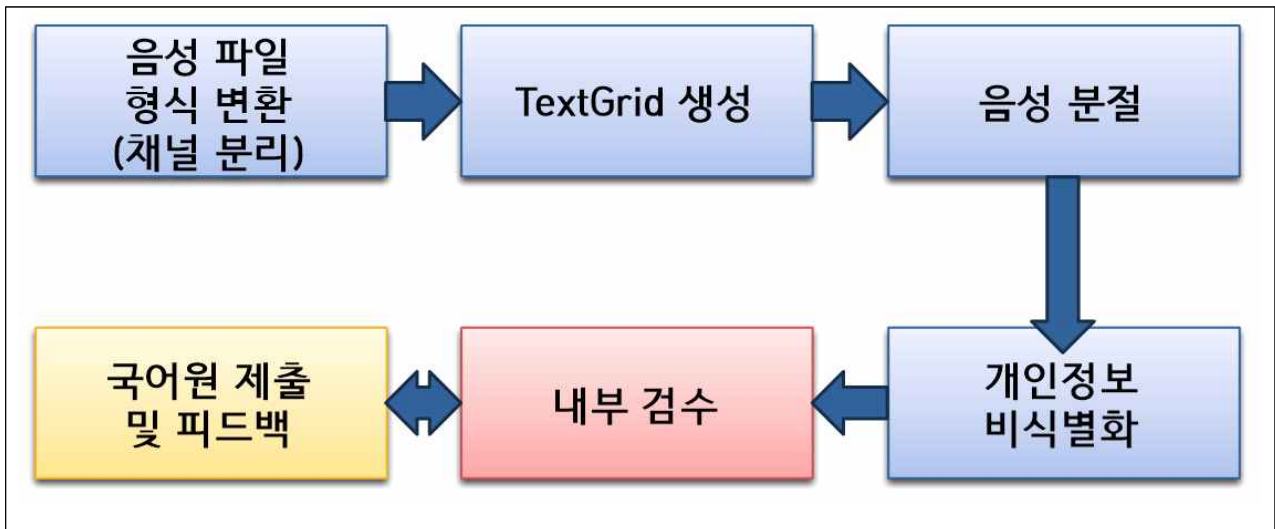 음성 파일
형식 변환
(채널 분리)
TextGrid 생성
음성 분절
개인정보
비식별화
내부 검수
국어원 제출
및 피드백